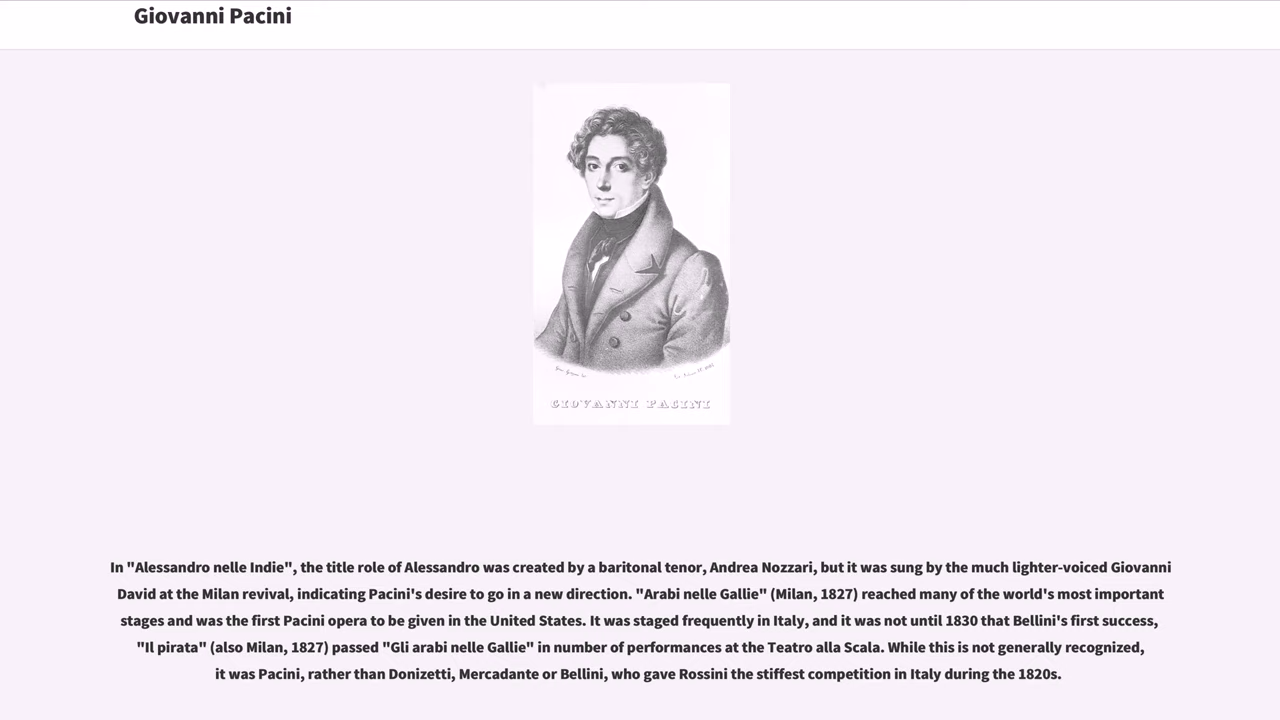 Giovanni Pacini
GIOVANNI PACINI
In "Alessandro nelle Indie", the title role of Alessandro was created by a baritonal tenor, Andrea Nozzari, but it was sung by the much lighter-voiced Giovanni
David at the Milan revival, indicating Pacini's desire to go in a new direction. "Arabi nelle Gallie" (Milan, 1827) reached many of the world's most important
stages and was the first Pacini opera to be given in the United States. It was staged frequently in Italy, and it was not until 1830 that Bellini's first success,
"Il pirata" (also Milan, 1827) passed "Gli arabi nelle Gallie" in number of performances at the Teatro alla Scala. While this is not generally recognized,
it was Pacini, rather than Donizetti, Mercadante or Bellini, who gave Rossini the stiffest competition in Italy during the 1820s.